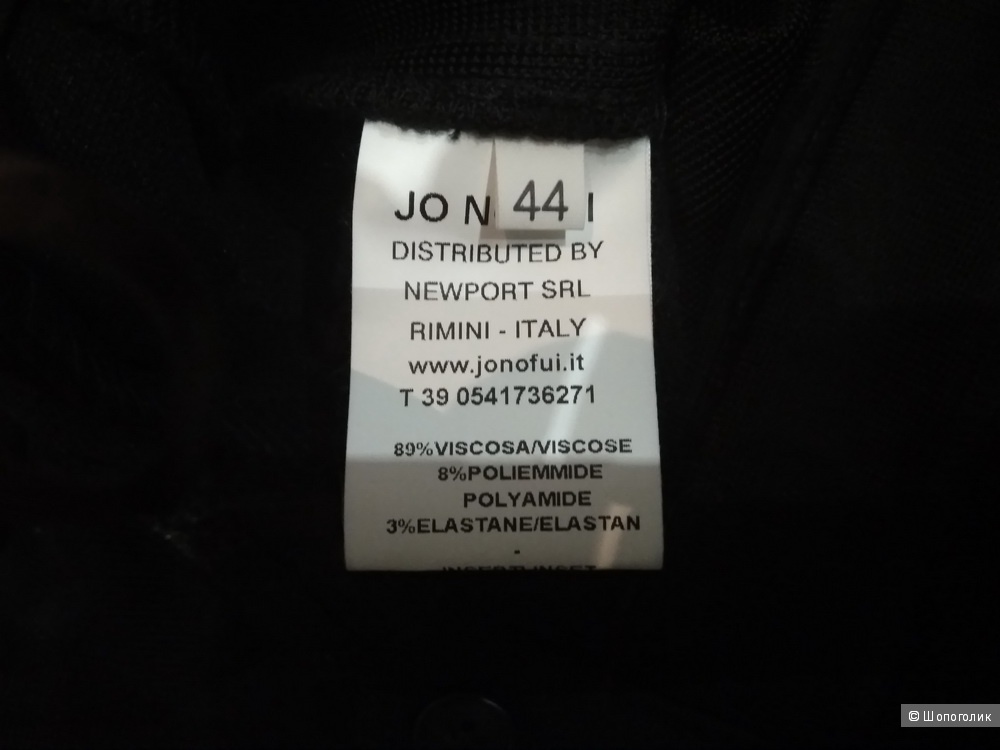 JO N 44 I
DISTRIBUTED BY
NEWPORT SRL
RIMINI - ITALY
www.jonofui.it
T 39 0541736271
89%VISCOSA/VISCOSE
8%POLIEMMIDE
POLYAMIDE
3%ELASTANE/ELASTAN
-
© Шопоголик